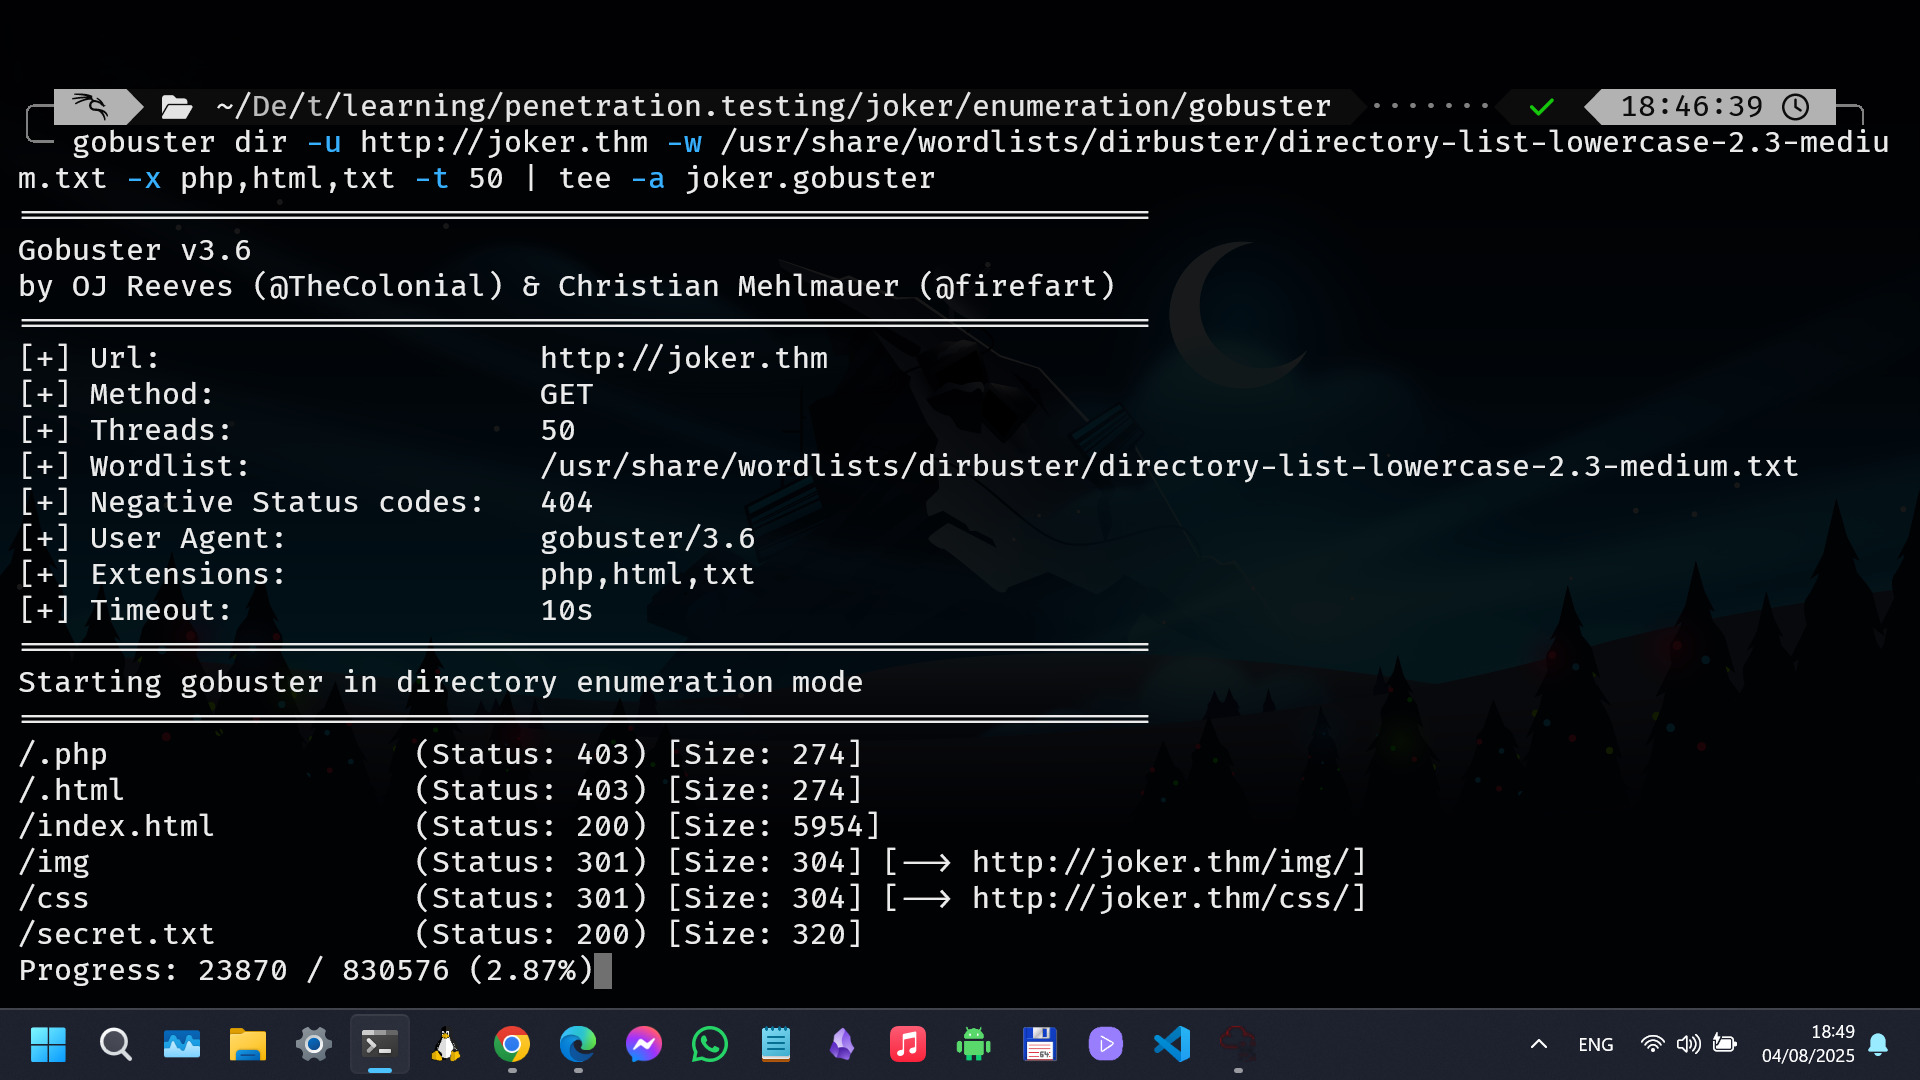 ~/De/t/learning/penetration.testing/joker/enumeration/gobuster ······· ✓ 18:46:39
gobuster dir -u http://joker.thm -w /usr/share/wordlists/dirbuster/directory-list-lowercase-2.3-mediu
m.txt -x php,html,txt -t 50 | tee -a joker.gobuster
===============================================================
Gobuster v3.6
by OJ Reeves (@TheColonial) & Christian Mehlmauer (@firefart)
===============================================================
[+] Url:                     http://joker.thm
[+] Method:                  GET
[+] Threads:                 50
[+] Wordlist:                /usr/share/wordlists/dirbuster/directory-list-lowercase-2.3-medium.txt
[+] Negative Status codes:   404
[+] User Agent:              gobuster/3.6
[+] Extensions:              php,html,txt
[+] Timeout:                 10s
===============================================================
Starting gobuster in directory enumeration mode
===============================================================
/.php                 (Status: 403) [Size: 274]
/.html                (Status: 403) [Size: 274]
/index.html           (Status: 200) [Size: 5954]
/img                  (Status: 301) [Size: 304] [--> http://joker.thm/img/]
/css                  (Status: 301) [Size: 304] [--> http://joker.thm/css/]
/secret.txt           (Status: 200) [Size: 320]
Progress: 23870 / 830576 (2.87%)
64
ENG
18:49
04/08/2025